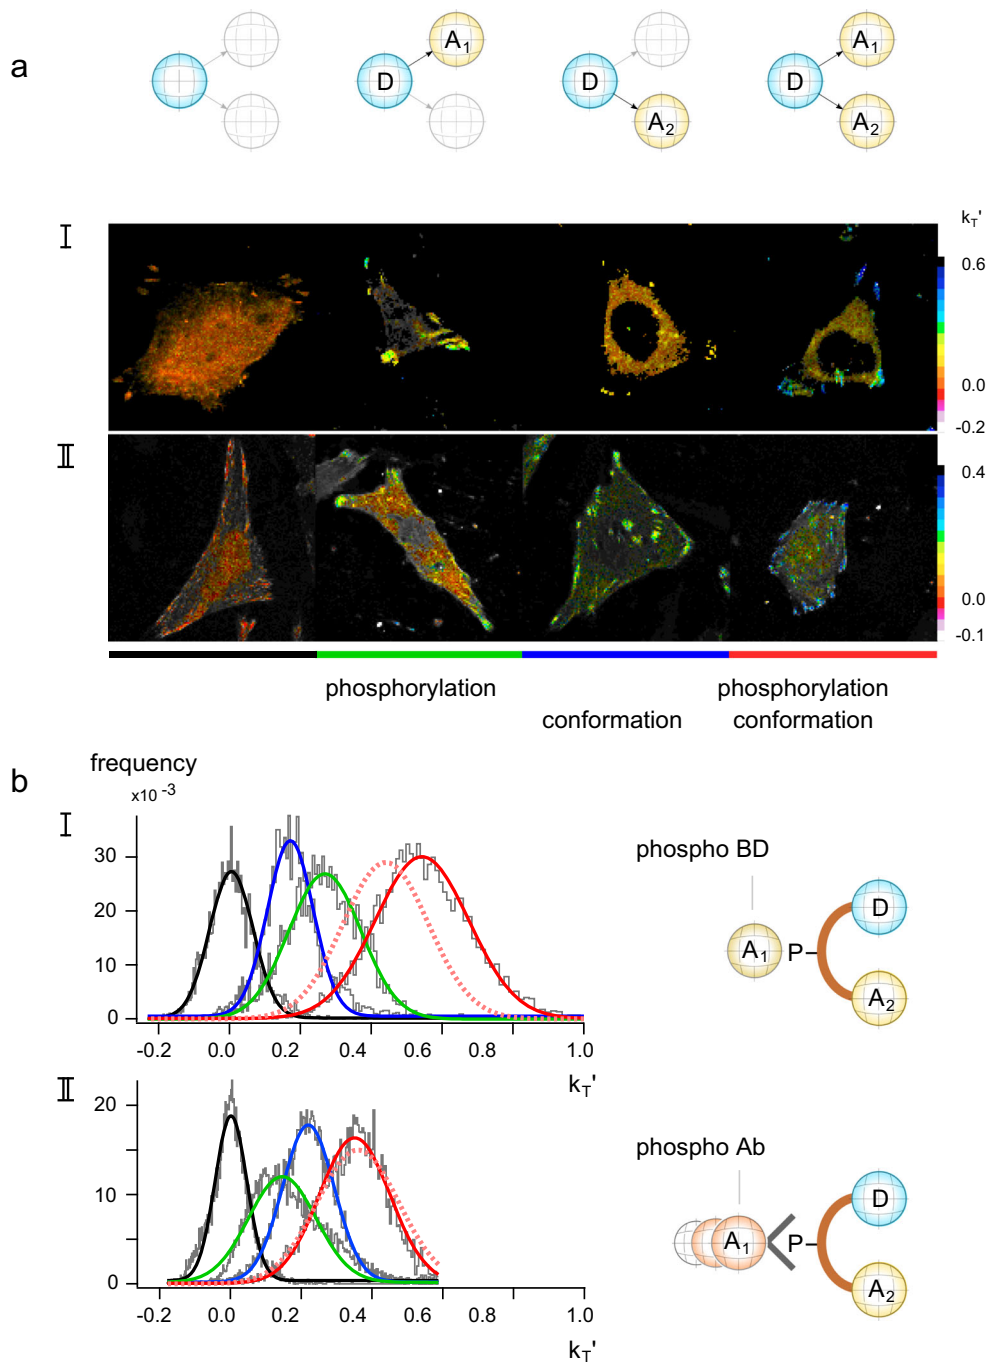 a
A1 A1
D D D
A2 A2
I
kT'
0.6
0.0
-0.2
II
0.4
0.0
-0.1
phosphorylation phosphorylation
conformation conformation
b
frequency
x10 -3
I
30
20
10
0
-0.2 0.0 0.2 0.4 0.6 0.8 1.0
kT'
phospho BD
D
A1 P
A2
II
20
10
0
-0.2 0.0 0.2 0.4 0.6 0.8 1.0
kT'
phospho Ab
D
A1 P
A2